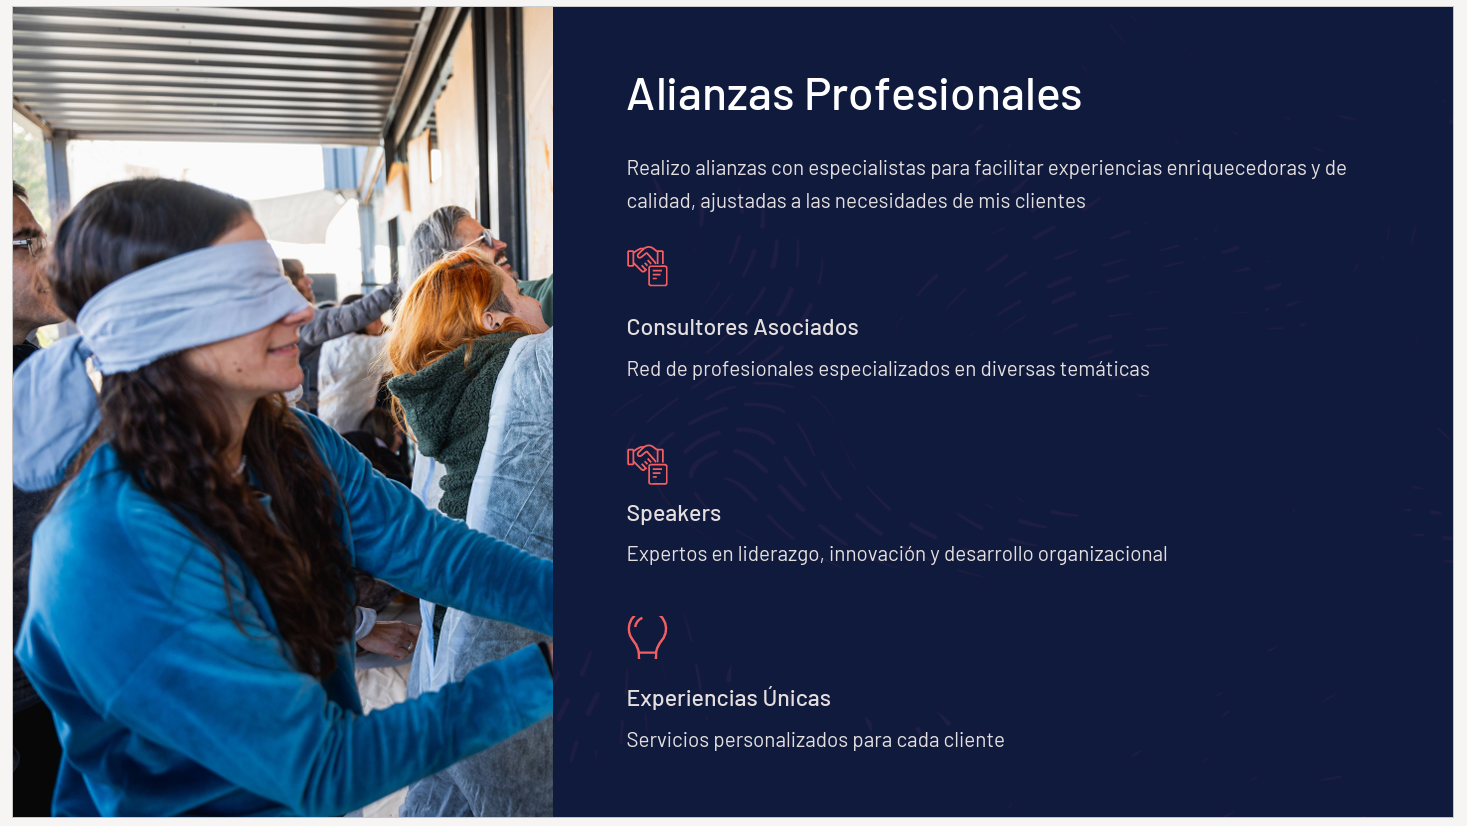 Alianzas Profesionales
Realizo alianzas con especialistas para facilitar experiencias enriquecedoras y de
calidad, ajustadas a las necesidades de mis clientes
Consultores Asociados
Red de profesionales especializados en diversas temáticas
Speakers
Expertos en liderazgo, innovación y desarrollo organizacional
Experiencias Únicas
Servicios personalizados para cada cliente